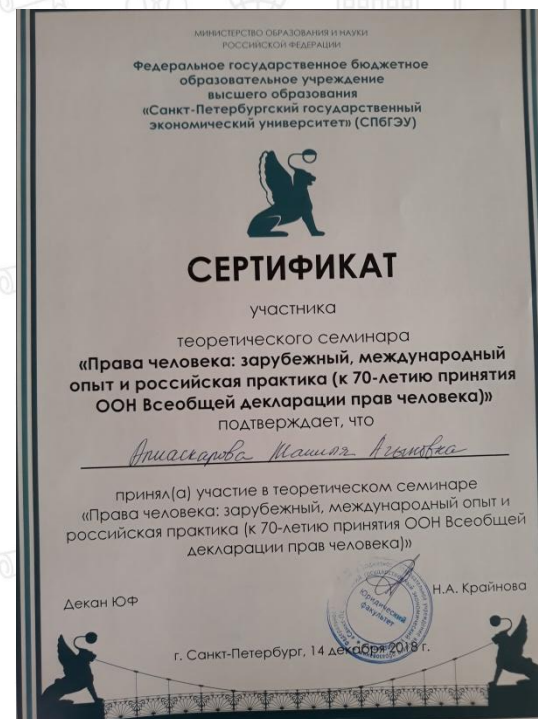 МИНИСТЕРСТВО ОБРАЗОВАНИЯ И НАУКИ
РОССИЙСКОЙ ФЕДЕРАЦИИ
Федеральное государственное бюджетное
образовательное учреждение
высшего образования
«Санкт-Петербургский государственный
экономический университет» (СПбГЭУ)
СЕРТИФИКАТ
участника
теоретического семинара
«Права человека: зарубежный, международный
опыт и российская практика (к 70-летию принятия
ООН Всеобщей декларации прав человека)»
подтверждает, что
принял(а) участие в теоретическом семинаре
«Права человека: зарубежный, международный опыт и
российская практика (к 70-летию принятия ООН Всеобщей
декларации прав человека)»
Декан ЮФ
Н.А. Крайнова
Юридический
факультет
г. Санкт-Петербург, 14 декабря 2018 г.